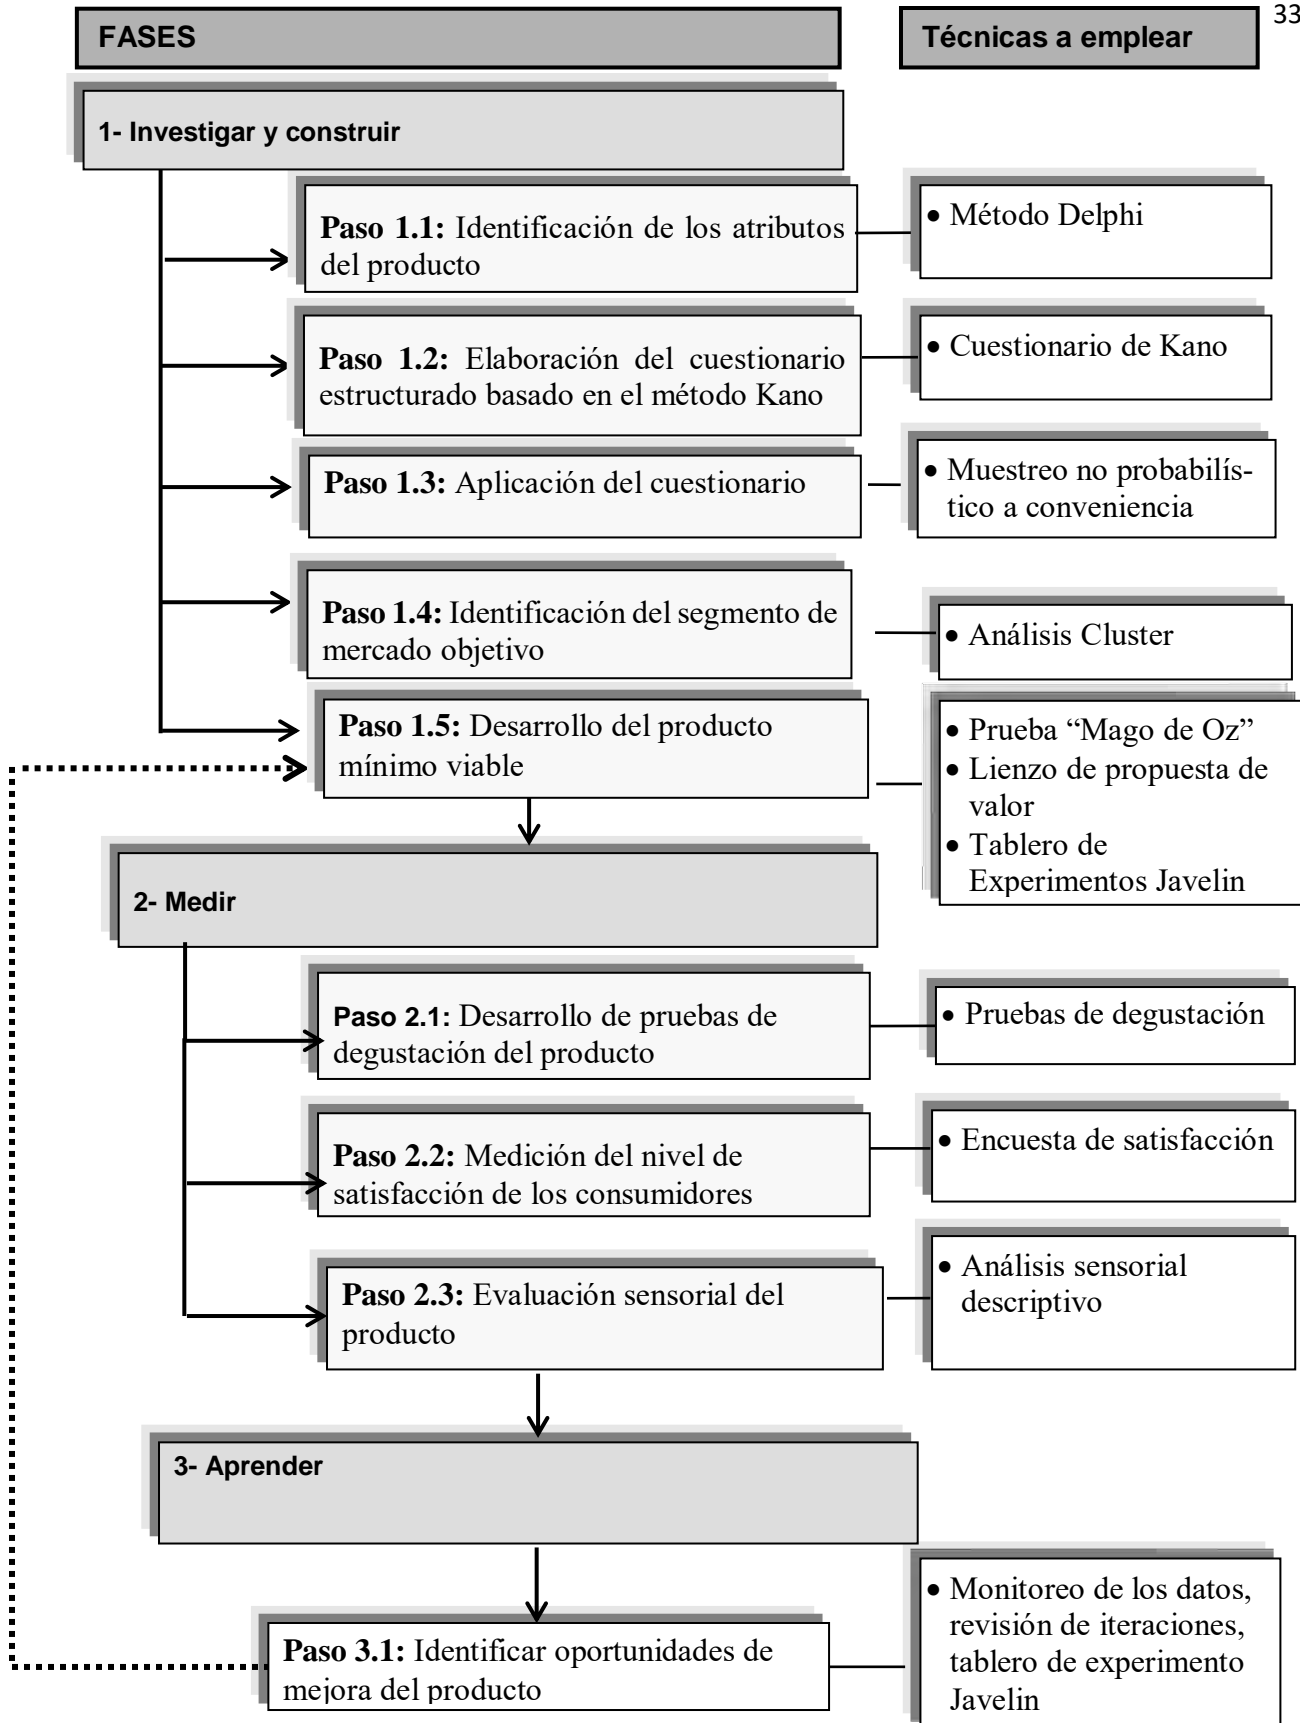 33
FASES
Técnicas a emplear
1- Investigar y construir
Paso 1.1: Identificación de los atributos
del producto
• Método Delphi
Paso 1.2: Elaboración del cuestionario
estructurado basado en el método Kano
• Cuestionario de Kano
Paso 1.3: Aplicación del cuestionario
• Muestreo no probabilís-
tico a conveniencia
Paso 1.4: Identificación del segmento de
mercado objetivo
• Análisis Cluster
Paso 1.5: Desarrollo del producto
mínimo viable
• Prueba “Mago de Oz”
• Lienzo de propuesta de
valor
• Tablero de
Experimentos Javelin
2- Medir
Paso 2.1: Desarrollo de pruebas de
degustación del producto
• Pruebas de degustación
Paso 2.2: Medición del nivel de
satisfacción de los consumidores
• Encuesta de satisfacción
Paso 2.3: Evaluación sensorial del
producto
• Análisis sensorial
descriptivo
3- Aprender
Paso 3.1: Identificar oportunidades de
mejora del producto
• Monitoreo de los datos,
revisión de iteraciones,
tablero de experimento
Javelin